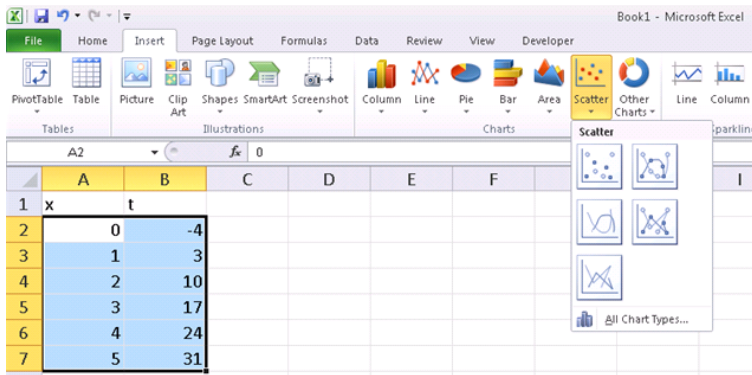 Book1 - Microsoft Excel
File Home Insert Page Layout Formulas Data Review View Developer
PivotTable Table Picture Clip Art Shapes SmartArt Screenshot Column Line Pie Bar Area Scatter Other Charts Line Column
Tables Illustrations Charts Sparklin
A2 fx 0
Scatter
A B C D E F I
1 x t
2 0 -4
3 1 3
4 2 10
5 3 17
6 4 24
7 5 31
All Chart Types...